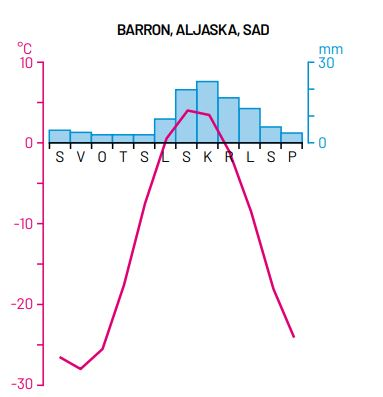 BARRON, ALJASKA, SAD
°C
mm
10
30
0
0
S V O T S L S K R L S P
-10
-20
-30